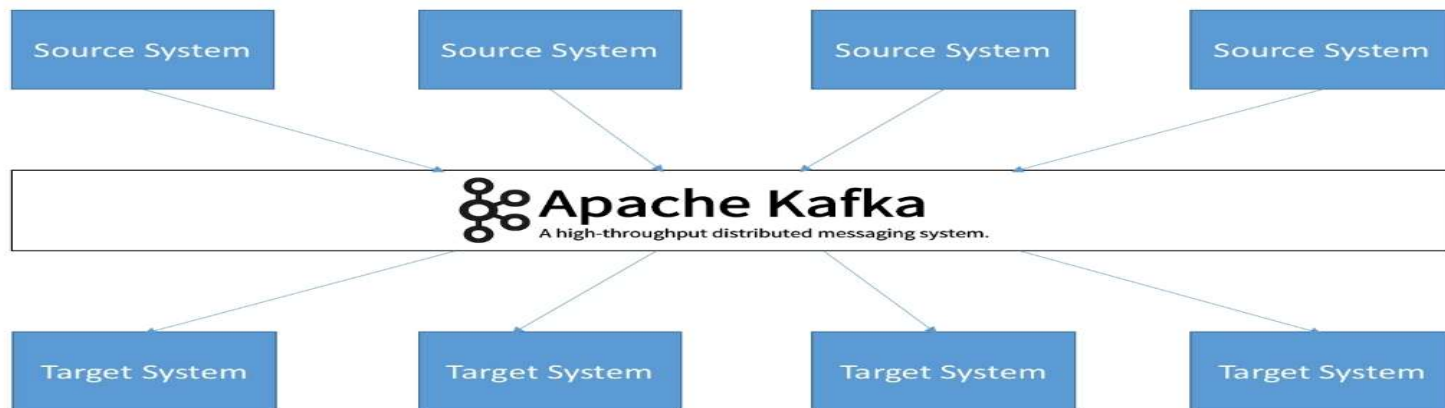 Source System
Source System
Source System
Source System
Apache Kafka
A high-throughput distributed messaging system.
Target System
Target System
Target System
Target System